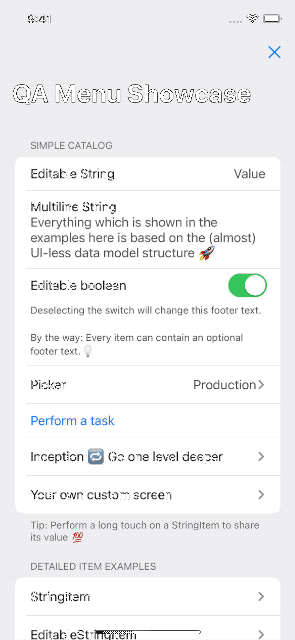 9:41
QA Menu Showcase
SIMPLE CATALOG
Editable String Value
Multiline String
Everything which is shown in the
examples here is based on the (almost)
UI-less data model structure 🚀
Editable boolean
Deselecting the switch will change this footer text.
By the way: Every item can contain an optional
footer text. 💡
Picker Production
Perform a task
Inception 🔁 Go one level deeper
Your own custom screen
Tip: Perform a long touch on a StringItem to share
its value 💯
DETAILED ITEM EXAMPLES
StringItem
EditableStringItem